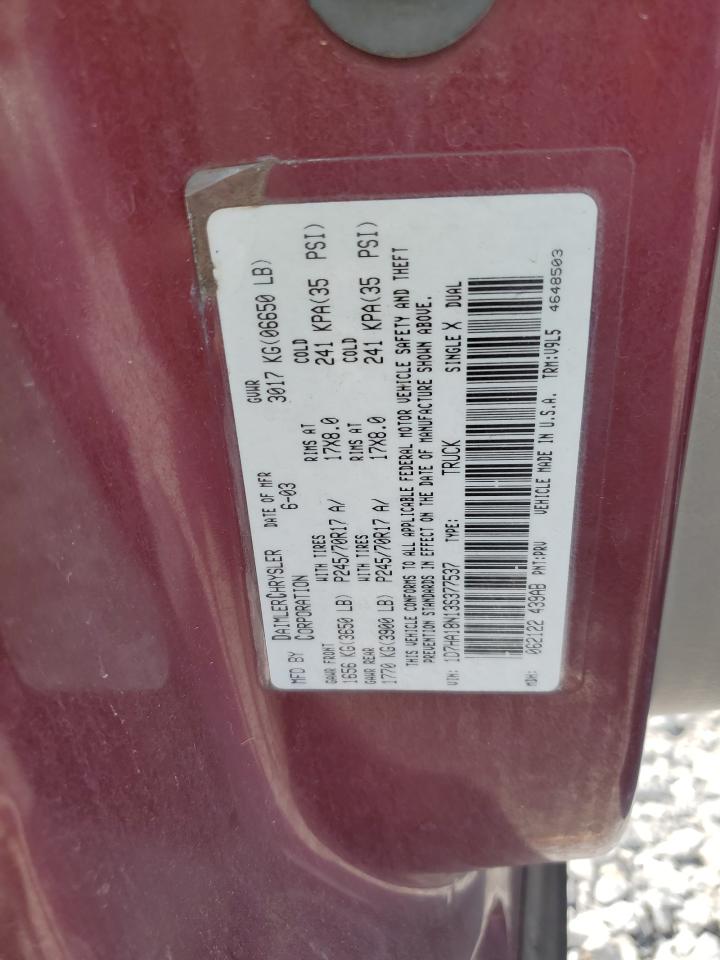 MFD BY DAIMLERCHRYSLER CORPORATION DATE OF MFR 6-03 GVWR 3017 KG(06650 LB)
GAWR FRONT WITH TIRES RIMS AT COLD
1656 KG(3650 LB) P245/70R17 A/ 17X8.0 241 KPA(35 PSI)
GAWR REAR WITH TIRES RIMS AT COLD
1770 KG(3900 LB) P245/70R17 A/ 17X8.0 241 KPA(35 PSI)
THIS VEHICLE CONFORMS TO ALL APPLICABLE FEDERAL MOTOR VEHICLE SAFETY AND THEFT
PREVENTION STANDARDS IN EFFECT ON THE DATE OF MANUFACTURE SHOWN ABOVE.
VIN: 1D7HA18N13S377537 TYPE: TRUCK SINGLE X DUAL
MDH: 062122 439AB PNT:PRV VEHICLE MADE IN U.S.A. TRM:V9L5 4648503